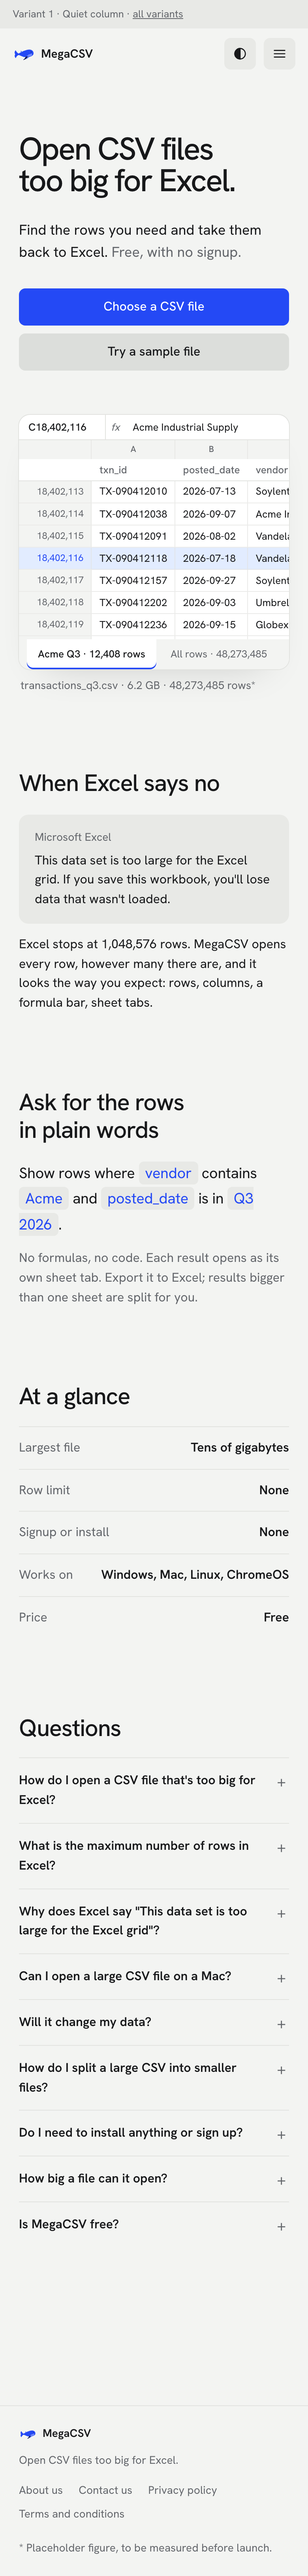 Variant 1 · Quiet column · all variants
MegaCSV
Open CSV files
too big for Excel.
Find the rows you need and take them
back to Excel. Free, with no signup.
Choose a CSV file
Try a sample file
C18,402,116 fx Acme Industrial Supply
A B
txn_id posted_date vendor
18,402,113 TX-090412010 2026-07-13 Soylent
18,402,114 TX-090412038 2026-09-07 Acme In
18,402,115 TX-090412091 2026-08-02 Vandela
18,402,116 TX-090412118 2026-07-18 Vandela
18,402,117 TX-090412157 2026-09-27 Soylent
18,402,118 TX-090412202 2026-09-03 Umbrel
18,402,119 TX-090412236 2026-09-15 Globex
Acme Q3 · 12,408 rows All rows · 48,273,485
transactions_q3.csv · 6.2 GB · 48,273,485 rows*
When Excel says no
Microsoft Excel
This data set is too large for the Excel
grid. If you save this workbook, you'll lose
data that wasn't loaded.
Excel stops at 1,048,576 rows. MegaCSV opens
every row, however many there are, and it
looks the way you expect: rows, columns, a
formula bar, sheet tabs.
Ask for the rows
in plain words
Show rows where vendor contains
Acme and posted_date is in Q3
2026 .
No formulas, no code. Each result opens as its
own sheet tab. Export it to Excel; results bigger
than one sheet are split for you.
At a glance
Largest file Tens of gigabytes
Row limit None
Signup or install None
Works on Windows, Mac, Linux, ChromeOS
Price Free
Questions
How do I open a CSV file that's too big for
Excel? +
What is the maximum number of rows in
Excel? +
Why does Excel say "This data set is too
large for the Excel grid"? +
Can I open a large CSV file on a Mac? +
Will it change my data? +
How do I split a large CSV into smaller
files? +
Do I need to install anything or sign up? +
How big a file can it open? +
Is MegaCSV free? +
MegaCSV
Open CSV files too big for Excel.
About us Contact us Privacy policy
Terms and conditions
* Placeholder figure, to be measured before launch.